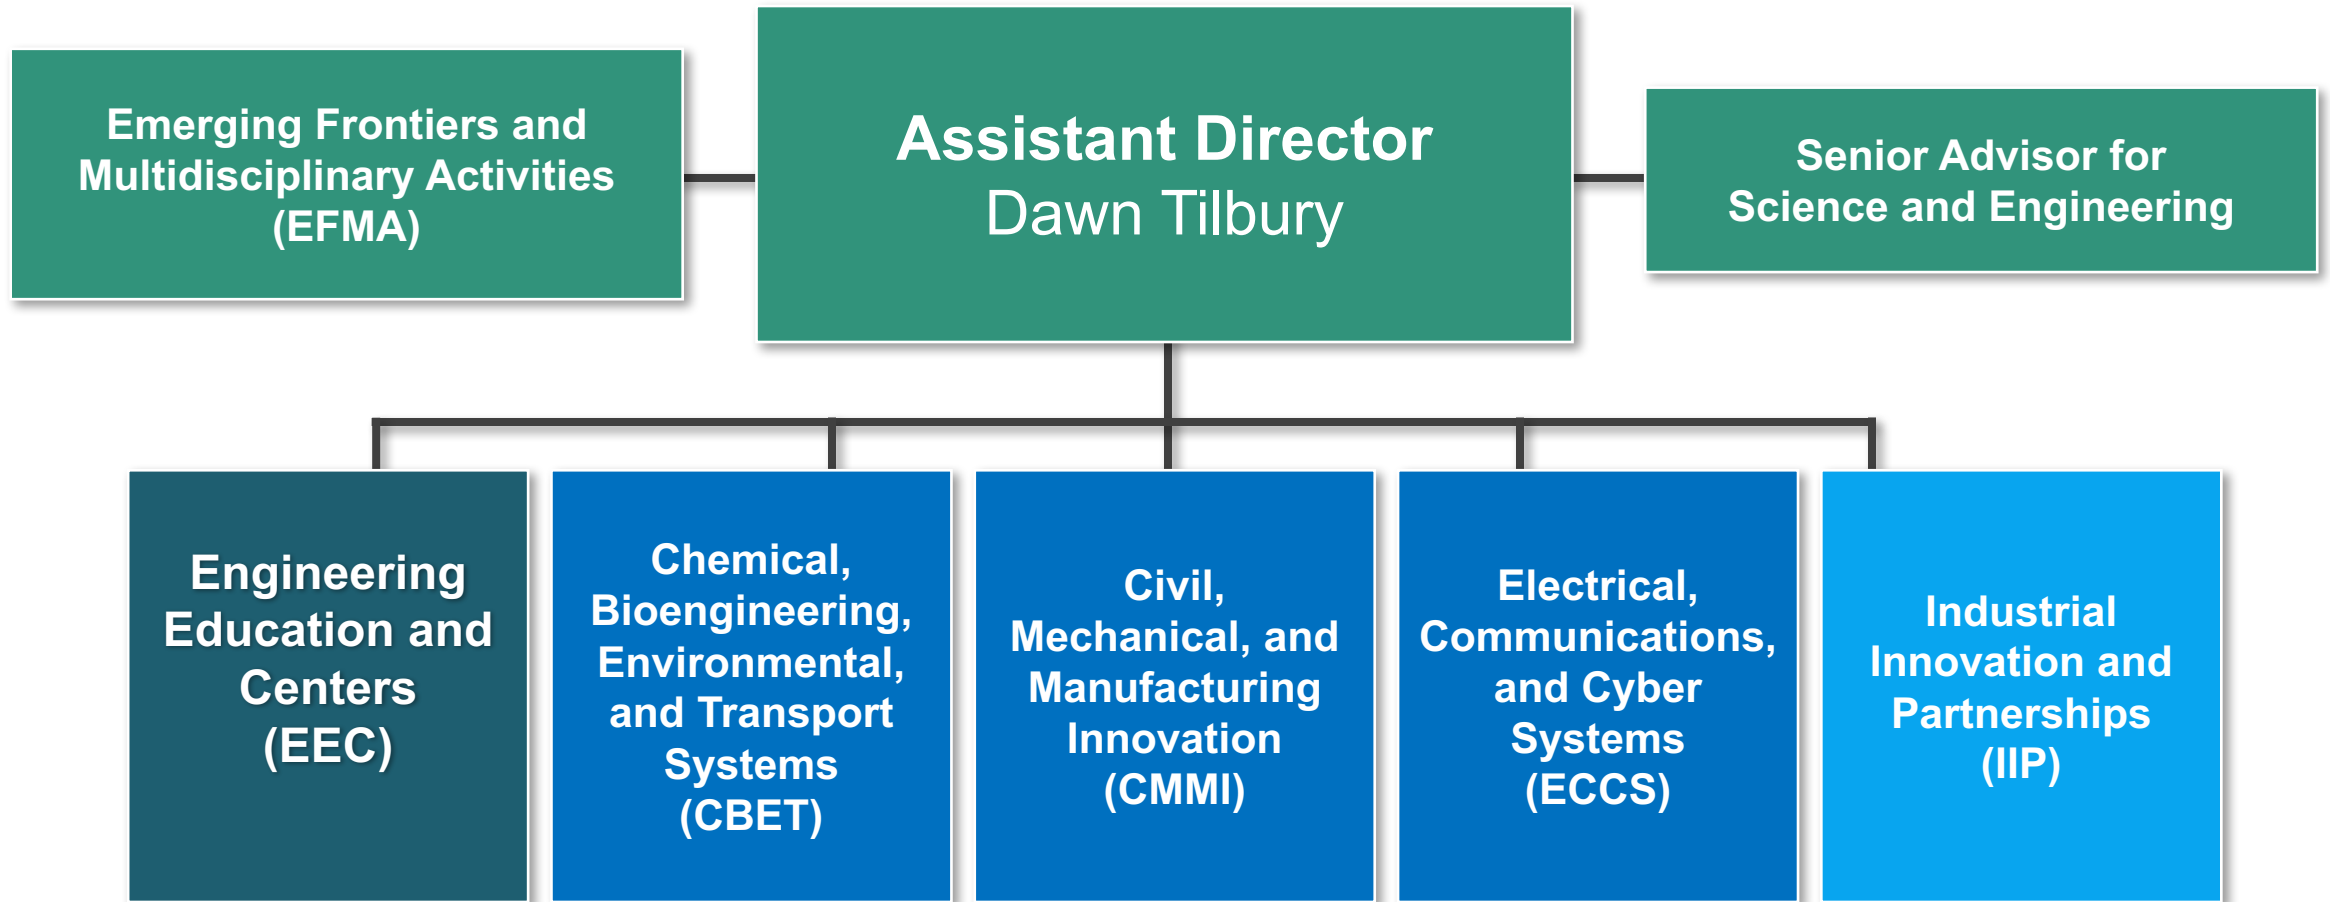 Emerging Frontiers and
Multidisciplinary Activities
(EFMA)
Assistant Director
Dawn Tilbury
Senior Advisor for
Science and Engineering
Engineering
Education and
Centers
(EEC)
Chemical,
Bioengineering,
Environmental,
and Transport
Systems
(CBET)
Civil,
Mechanical, and
Manufacturing
Innovation
(CMMI)
Electrical,
Communications,
and Cyber
Systems
(ECCS)
Industrial
Innovation and
Partnerships
(IIP)